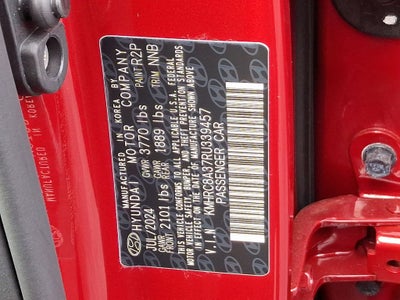 MANUFACTURED IN KOREA BY
HYUNDAI MOTOR COMPANY
JUL/2024 GVWR 3770 lbs PAINT R2P
GAWR FRONT 2101 lbs GAWR REAR 1889 lbs TRIM NNB
THIS VEHICLE CONFORMS TO ALL APPLICABLE U.S.A. FEDERAL
MOTOR VEHICLE SAFETY, BUMPER, AND THEFT PREVENTION STANDARDS
IN EFFECT ON THE DATE OF MANUFACTURE SHOWN ABOVE.
V.I.N: KMHRC8A37RU339457
PASSENGER CAR